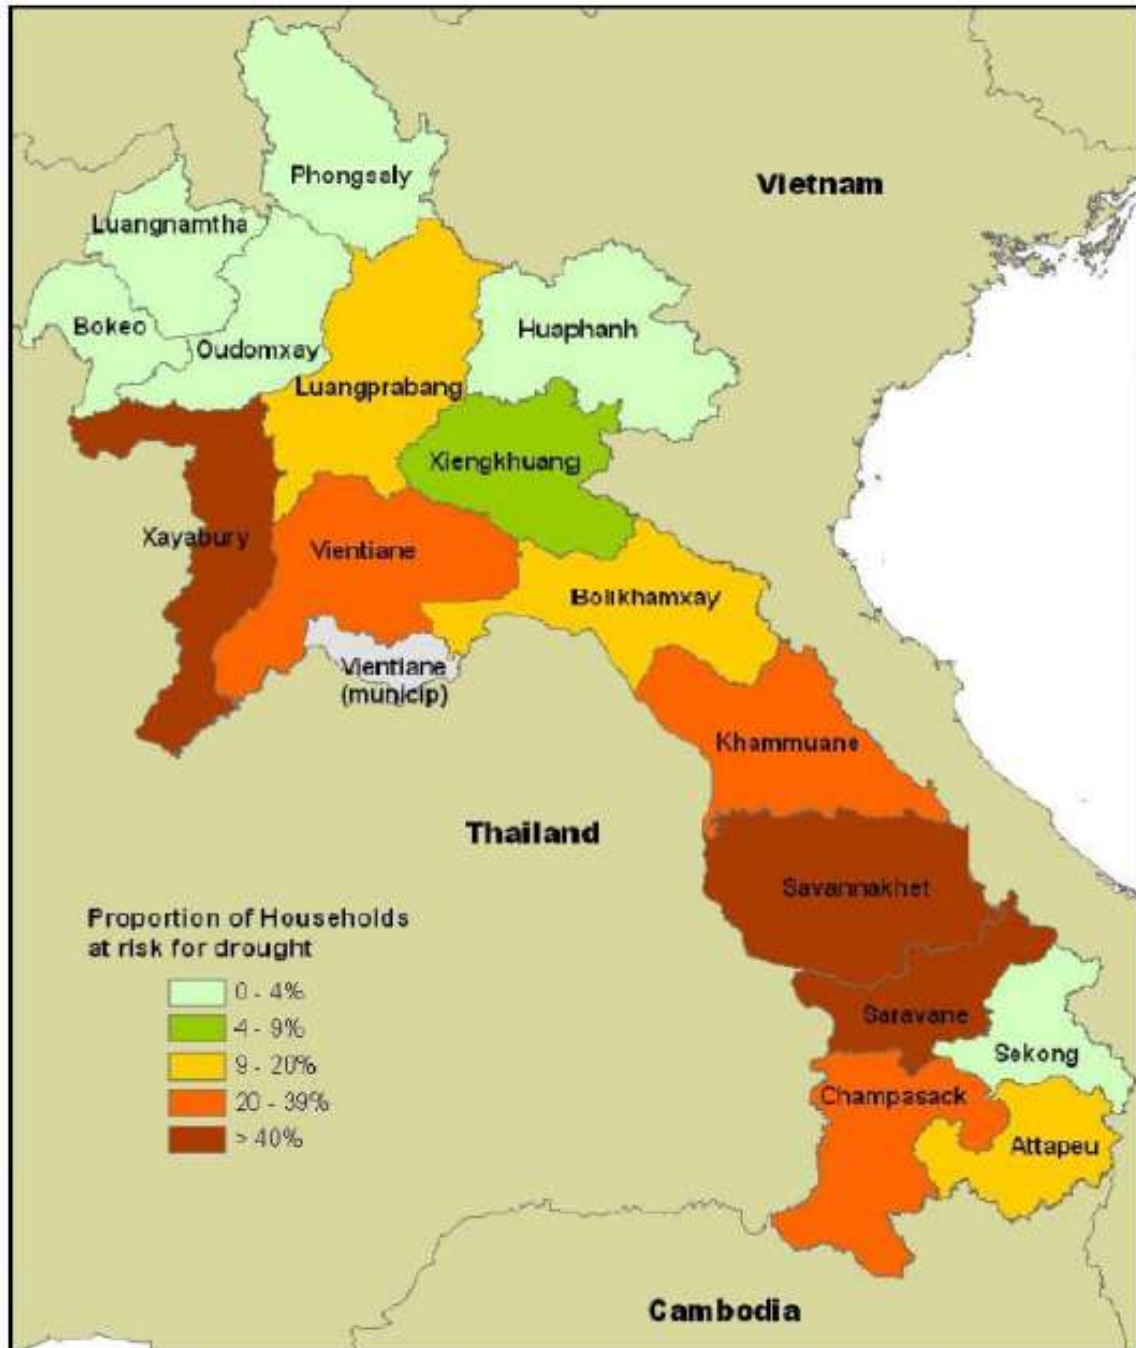 Phongsaly
Vietnam
Luangnamtha
Bokeo
Huaphanh
Oudomxay
Luangprabang
Xiengkhuang
Xayabury
Vientiane
Bolikhamxay
Vientiane
(municip)
Khammuane
Thailand
Savannakhet
Proportion of Households
at risk for drought
0 - 4%
4 - 9%
9 - 20%
20 - 39%
> 40%
Saravane
Sekong
Champasack
Attapeu
Cambodia